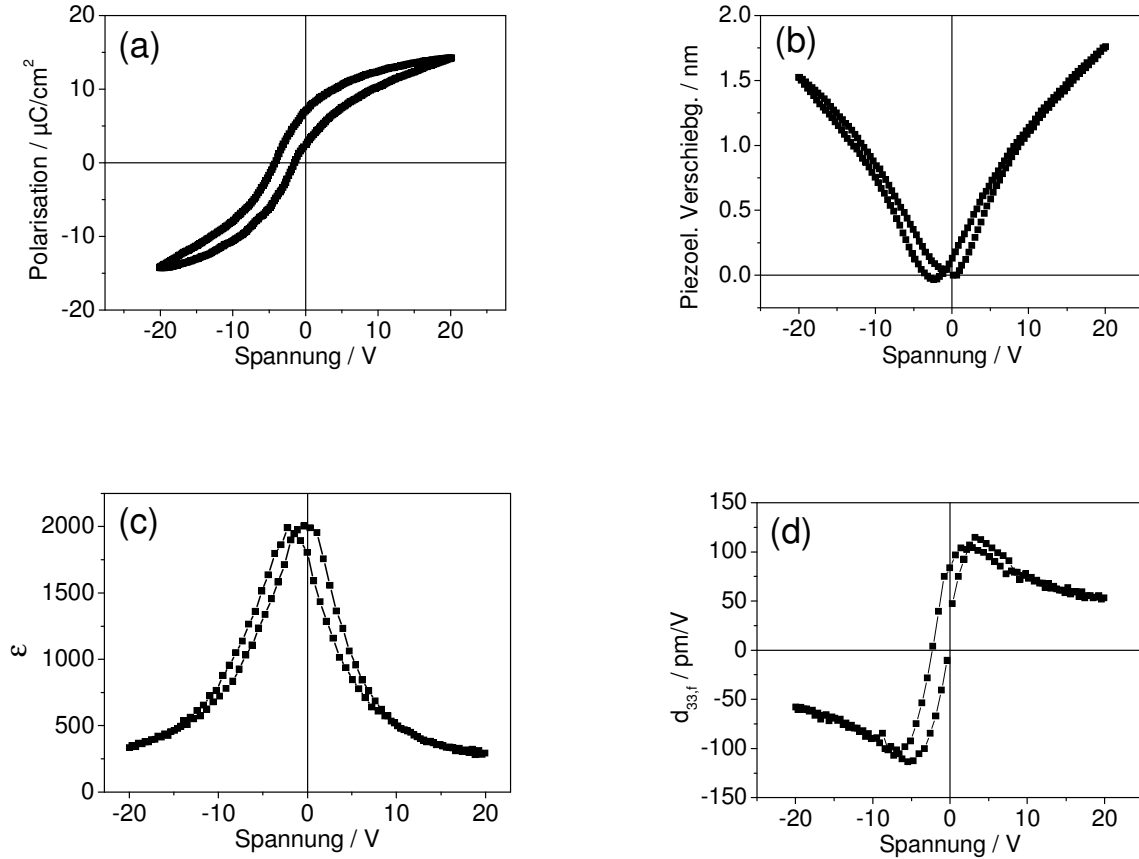 (a)
Polarisation / µC/cm²
20
10
0
-10
-20
-20 -10 0 10 20
Spannung / V
(b)
Piezoel. Verschiebg. / nm
2.0
1.5
1.0
0.5
0.0
-20 -10 0 10 20
Spannung / V
(c)
ε
2000
1500
1000
500
0
-20 -10 0 10 20
Spannung / V
(d)
d33,f / pm/V
150
100
50
0
-50
-100
-150
-20 -10 0 10 20
Spannung / V